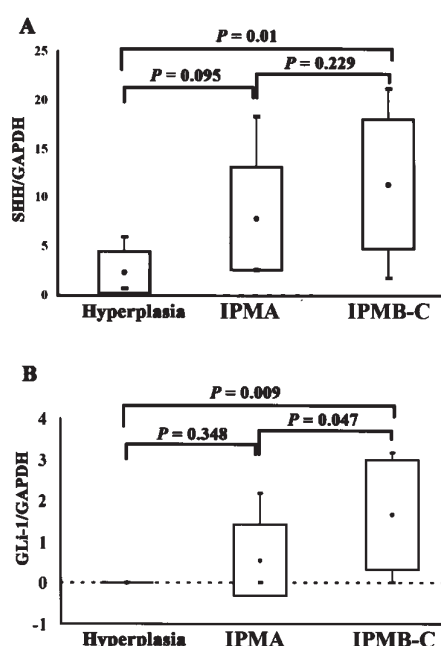 A
25
P = 0.01
P = 0.095
P = 0.229
20
15
SHH/GAPDH
10
5
0
Hyperplasia IPMA IPMB-C
B
P = 0.009
4
P = 0.348
P = 0.047
3
2
GLi-1/GAPDH
1
0
-1
Hyperplasia IPMA IPMB-C